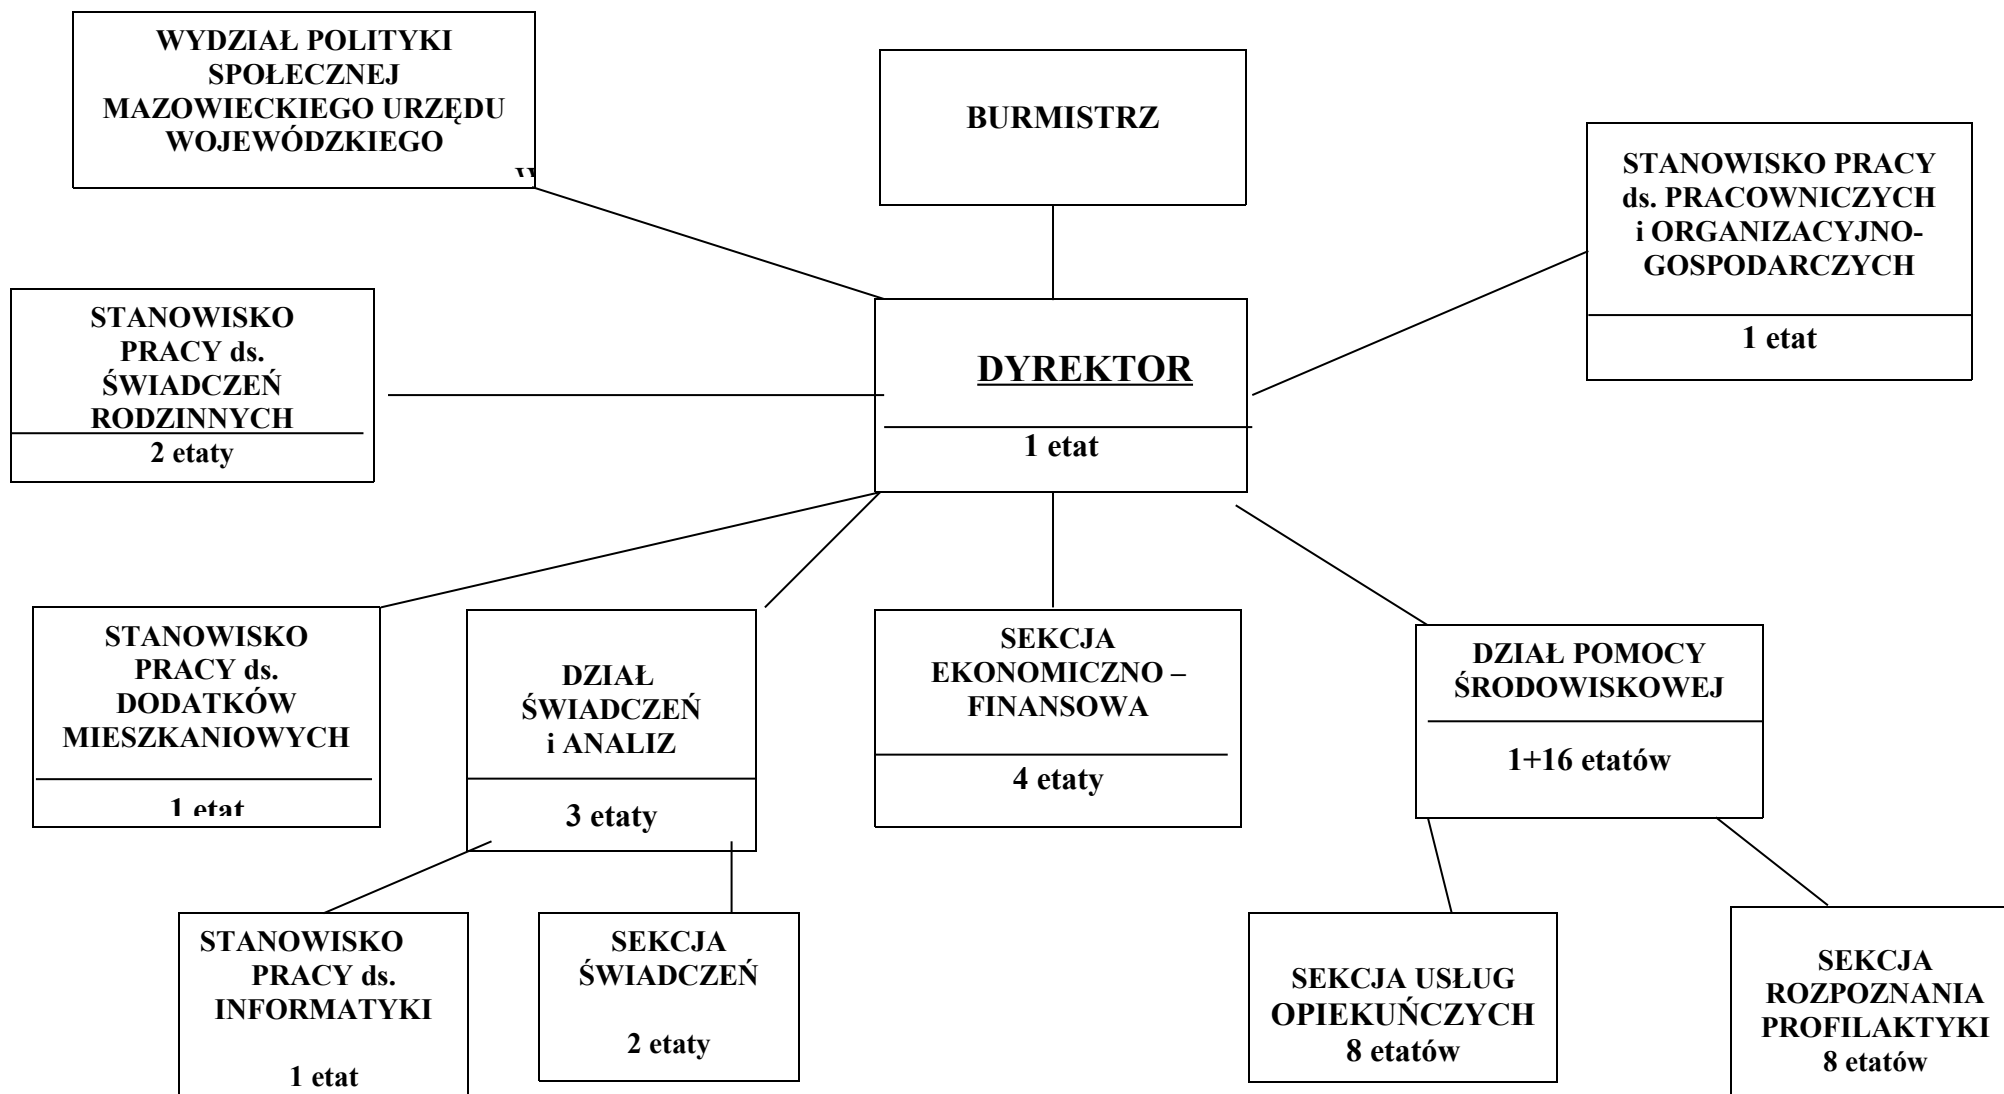 WYDZIAŁ POLITYKI
SPOŁECZNEJ
MAZOWIECKIEGO URZĘDU
WOJEWÓDZKIEGO
BURMISTRZ
STANOWISKO PRACY
ds. PRACOWNICZYCH
i ORGANIZACYJNO-
GOSPODARCZYCH
1 etat
STANOWISKO
PRACY ds.
ŚWIADCZEŃ
RODZINNYCH
2 etaty
DYREKTOR
1 etat
STANOWISKO
PRACY ds.
DODATKÓW
MIESZKANIOWYCH
1 etat
DZIAŁ
ŚWIADCZEŃ
i ANALIZ
3 etaty
SEKCJA
EKONOMICZNO –
FINANSOWA
4 etaty
DZIAŁ POMOCY
ŚRODOWISKOWEJ
1+16 etatów
STANOWISKO
PRACY ds.
INFORMATYKI
1 etat
SEKCJA
ŚWIADCZEŃ
2 etaty
SEKCJA USŁUG
OPIEKUŃCZYCH
8 etatów
SEKCJA
ROZPOZNANIA
PROFILAKTYKI
8 etatów